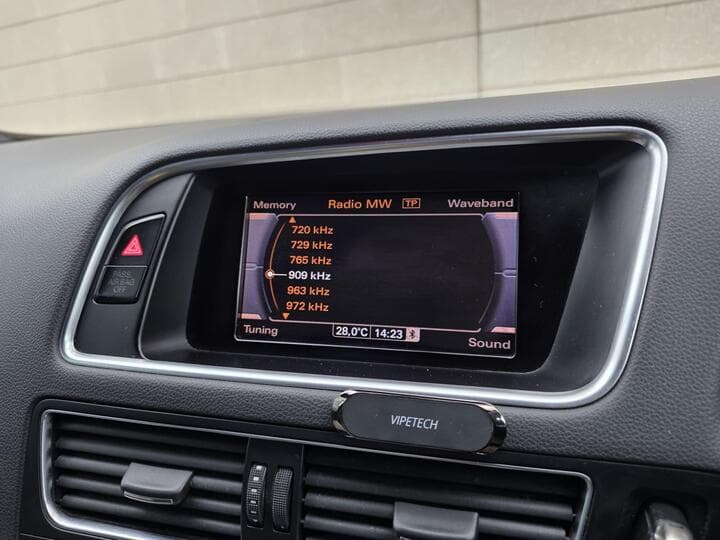 Memory Radio MW TP Waveband
720 kHz
729 kHz
765 kHz
909 kHz
963 kHz
972 kHz
Tuning 28,0°C 14:23 Sound
PASS.
AIR BAG
OFF
VIPETECH